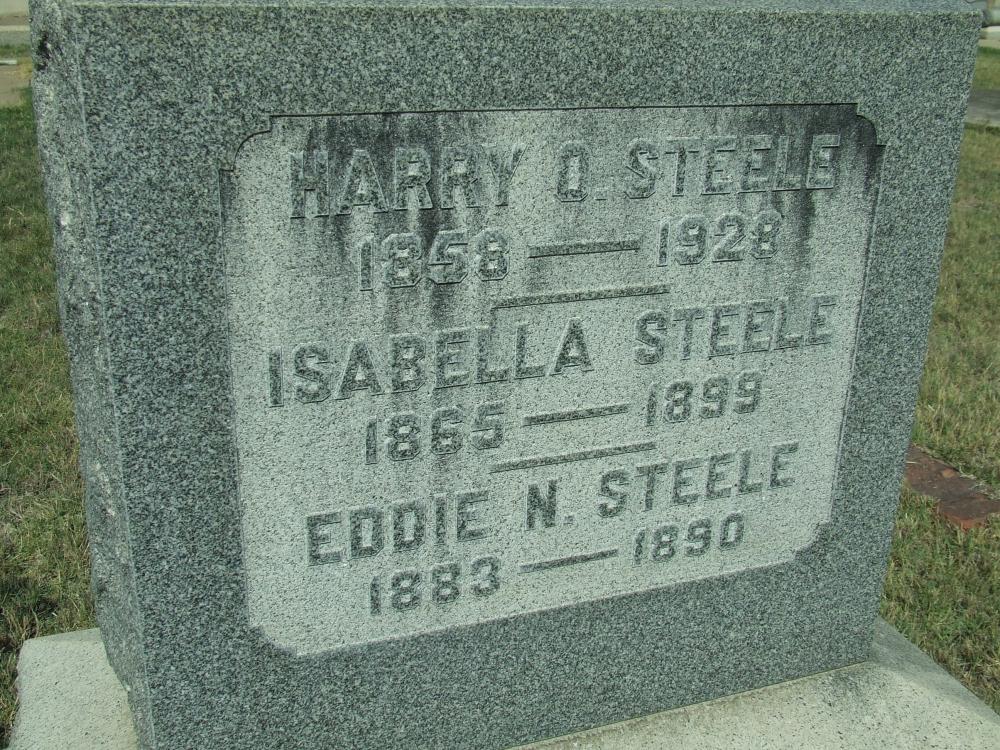 HARRY O. STEELE
1858 — 1928
ISABELLA STEELE
1865 — 1899
EDDIE N. STEELE
1883 — 1890